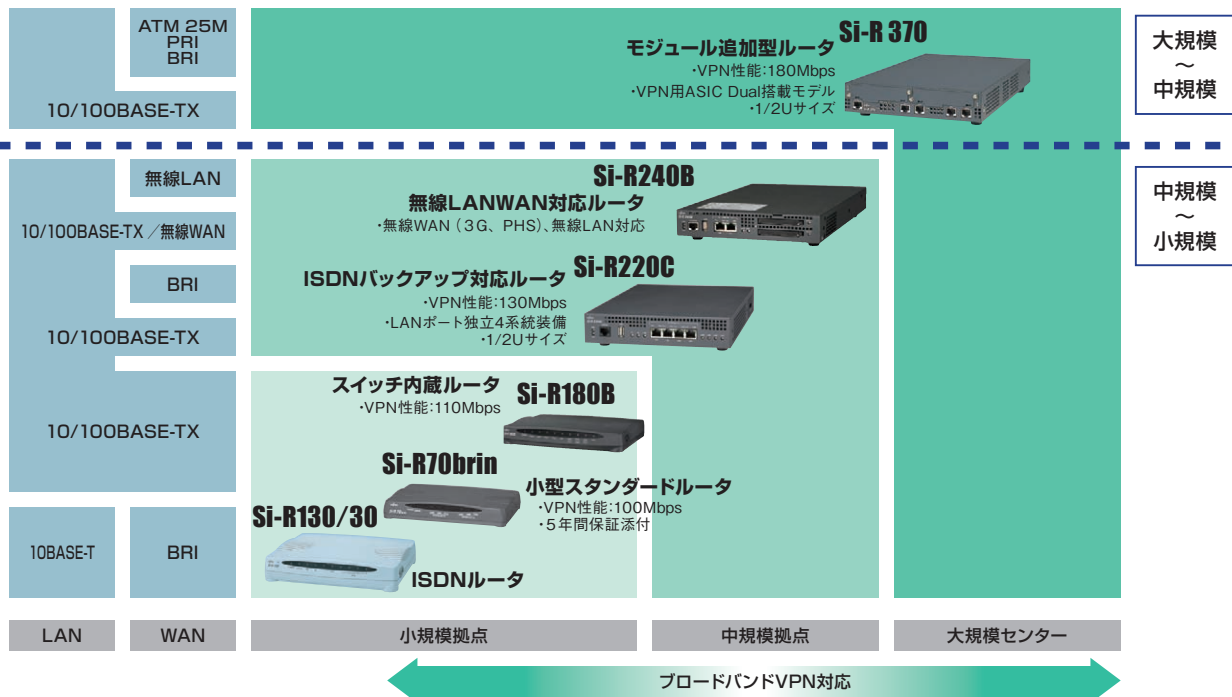 ATM 25M
PRI
BRI
10/100BASE-TX
Si-R 370
モジュール追加型ルータ
・VPN性能:180Mbps
・VPN用ASIC Dual搭載モデル
・1/2Uサイズ
大規模
～
中規模
無線LAN
10/100BASE-TX ／無線WAN
BRI
10/100BASE-TX
Si-R240B
無線LANWAN対応ルータ
・無線WAN（3G、PHS）、無線LAN対応
Si-R220C
ISDNバックアップ対応ルータ
・VPN性能:130Mbps
・LANポート独立4系統装備
・1/2Uサイズ
中規模
～
小規模
10/100BASE-TX
スイッチ内蔵ルータ
・VPN性能:110Mbps
Si-R180B
Si-R70brin
小型スタンダードルータ
・VPN性能:100Mbps
・5年間保証添付
10BASE-T
BRI
Si-R130/30
ISDNルータ
LAN
WAN
小規模拠点
中規模拠点
大規模センター
ブロードバンドVPN対応